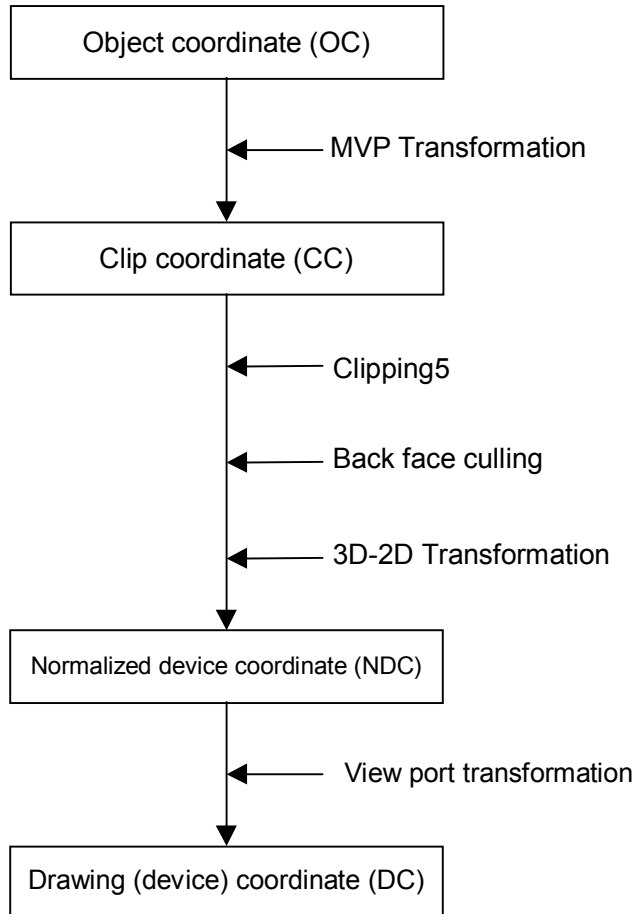 Object coordinate (OC)
MVP Transformation
Clip coordinate (CC)
Clipping5
Back face culling
3D-2D Transformation
Normalized device coordinate (NDC)
View port transformation
Drawing (device) coordinate (DC)